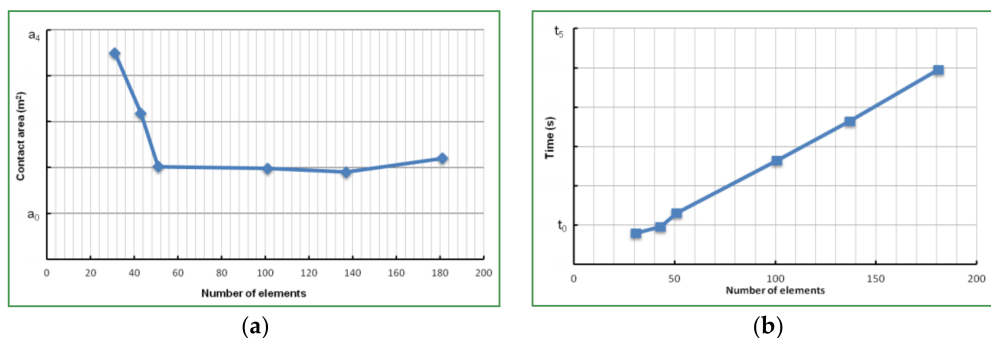 a4
a0
Contact area (m²)
0 20 40 60 80 100 120 140 160 180 200
Number of elements
(a)
t5
t0
Time (s)
0 50 100 150 200
Number of elements
(b)